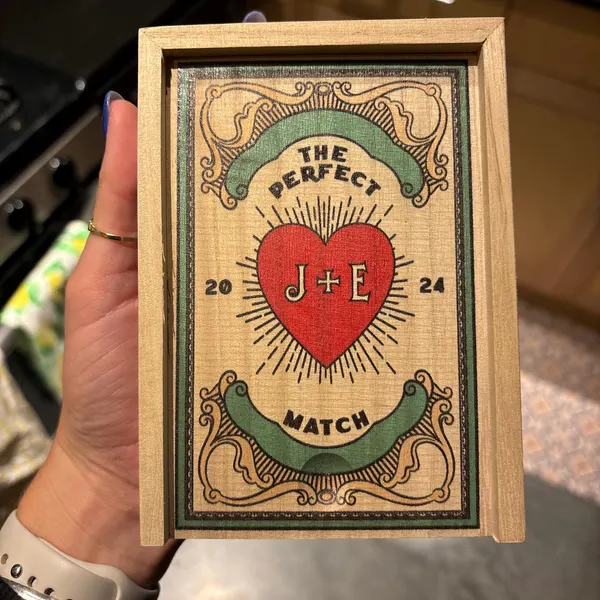 THE
PERFECT
J+E
20 24
MATCH